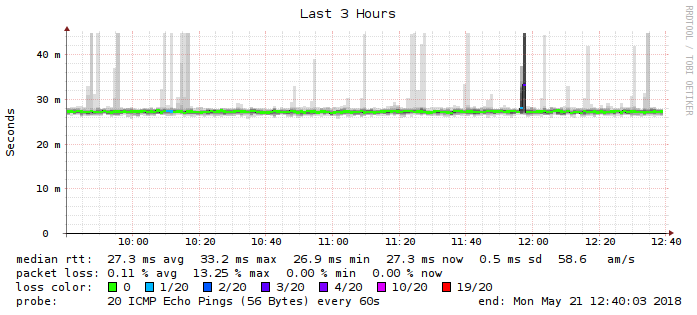 Last 3 Hours
RRDTOOL / TOBI OETIKER
Seconds
40 m
30 m
20 m
10 m
0
10:00 10:20 10:40 11:00 11:20 11:40 12:00 12:20 12:40
median rtt: 27.3 ms avg 33.2 ms max 26.9 ms min 27.3 ms now 0.5 ms sd 58.6 am/s
packet loss: 0.11 % avg 13.25 % max 0.00 % min 0.00 % now
loss color: 0 1/20 2/20 3/20 4/20 10/20 19/20
probe: 20 ICMP Echo Pings (56 Bytes) every 60s end: Mon May 21 12:40:03 2018